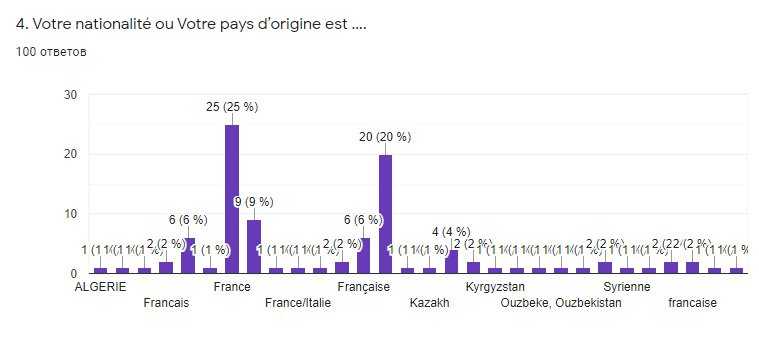 4. Votre nationalité ou Votre pays d’origine est ....
100 ответов
30
25 (25 %)
20 (20 %)
20
10
9 (9 %)
6 (6 %)
6 (6 %)
4 (4 %)
2 (2 %)
1 (1 %)
2 (2 %)
2 (2 %)
2 (2 %)
0
ALGERIE
France
Française
Kyrgyzstan
Syrienne
Francais
France/Italie
Kazakh
Ouzbeke, Ouzbekistan
francaise